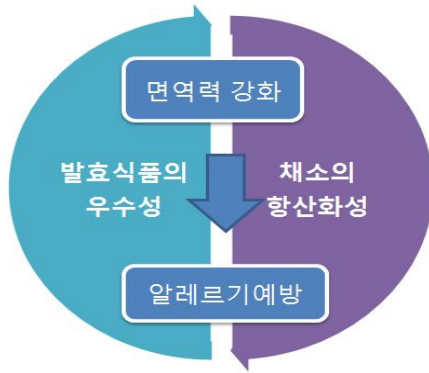 면역력 강화
발효식품의
우수성
채소의
항산화성
알레르기예방